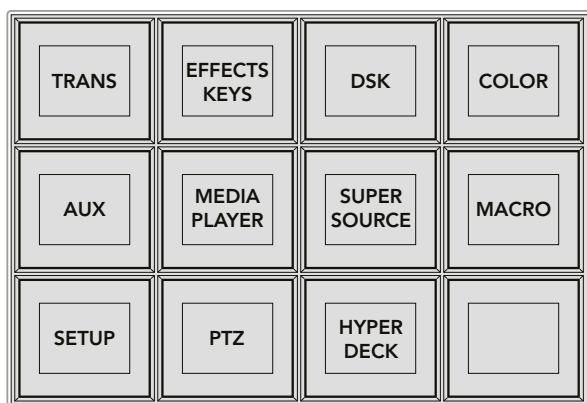 TRANS
EFFECTS
KEYS
DSK
COLOR
AUX
MEDIA
PLAYER
SUPER
SOURCE
MACRO
SETUP
PTZ
HYPER
DECK